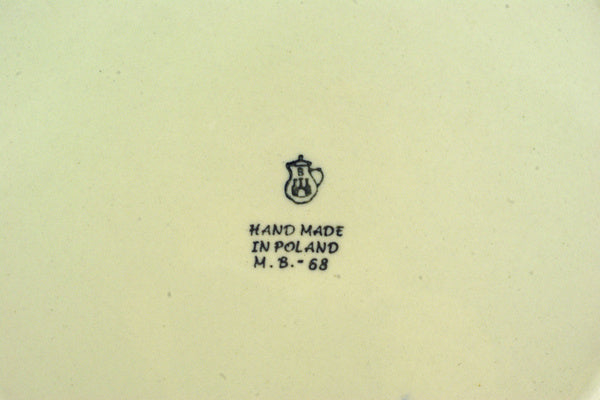 B
HAND MADE
IN POLAND
M. B.- 68